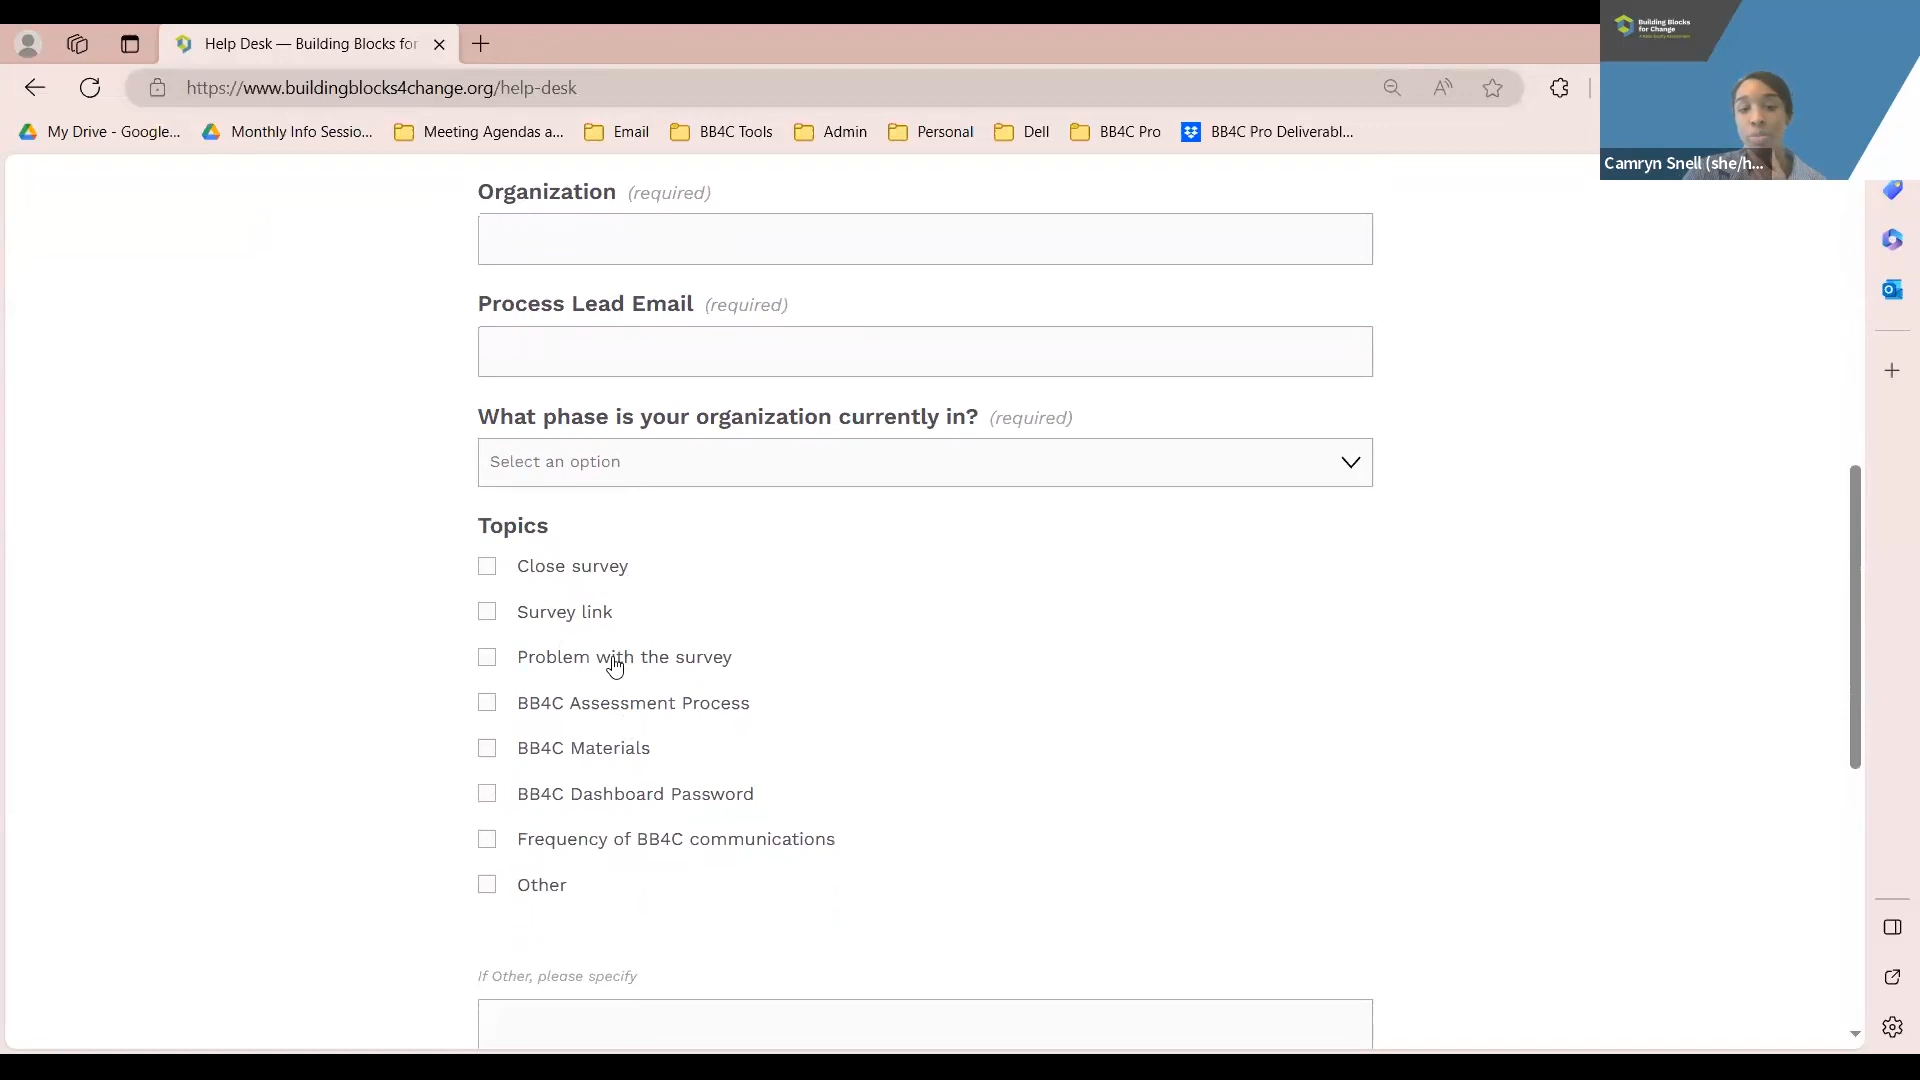 Help Desk — Building Blocks for
https://www.buildingblocks4change.org/help-desk
My Drive - Google...
Monthly Info Sessio...
Meeting Agendas a...
Email
BB4C Tools
Admin
Personal
Dell
BB4C Pro
BB4C Pro Deliverabl...
Building Blocks
for Change
Camryn Snell (she/h...
Organization (required)
Process Lead Email (required)
What phase is your organization currently in? (required)
Select an option
Topics
Close survey
Survey link
Problem with the survey
BB4C Assessment Process
BB4C Materials
BB4C Dashboard Password
Frequency of BB4C communications
Other
If Other, please specify